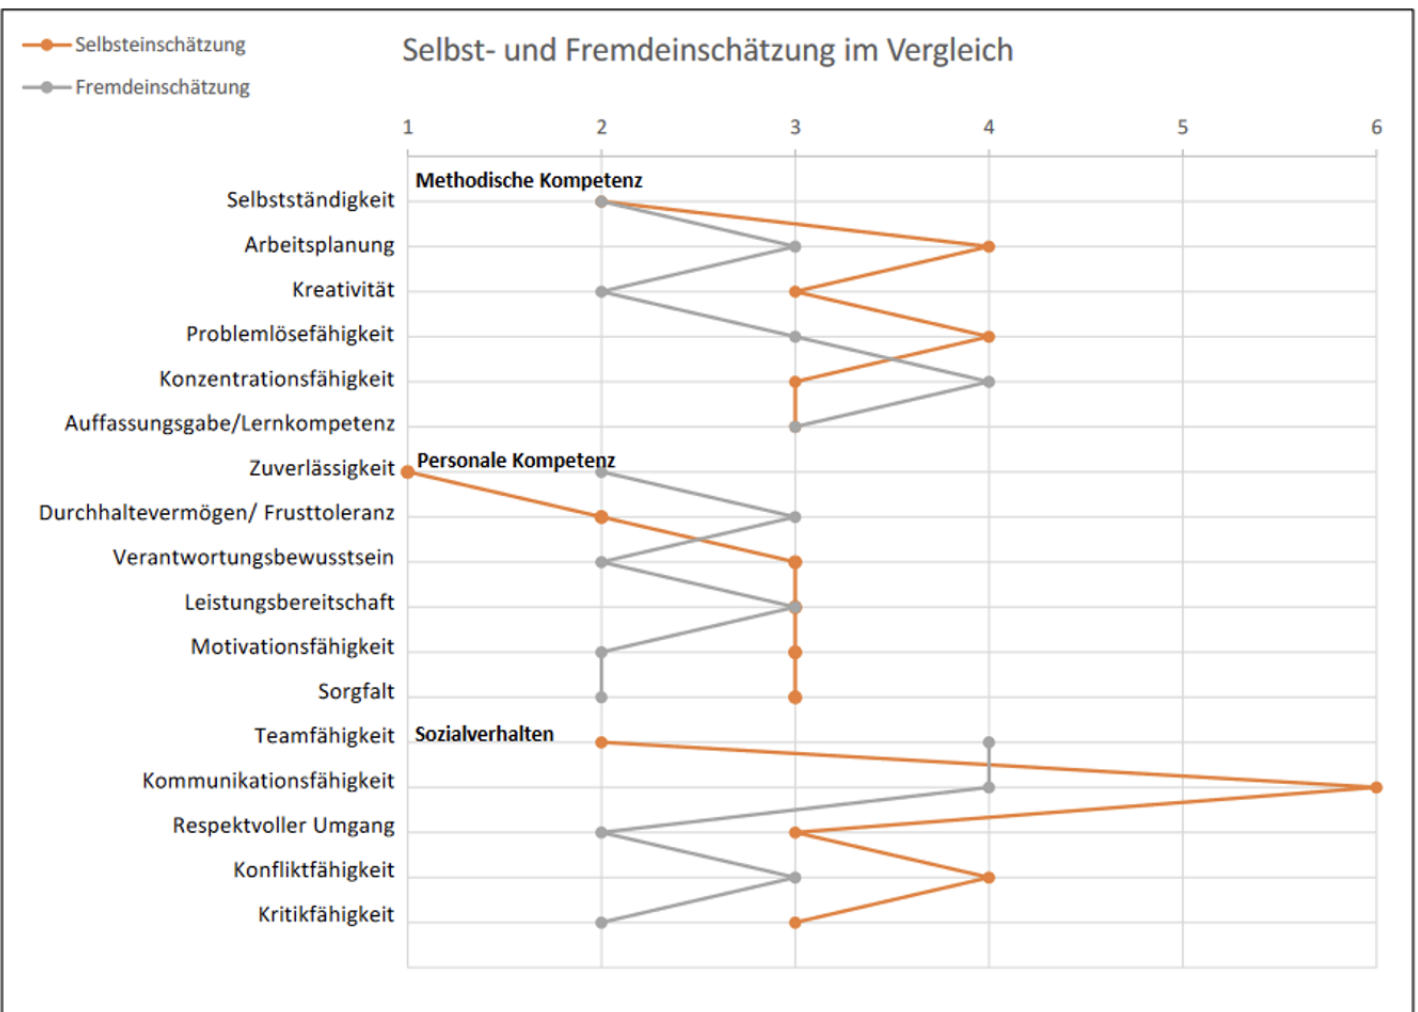 Selbsteinschätzung
Fremdeinschätzung
Selbst- und Fremdeinschätzung im Vergleich
1 2 3 4 5 6
Methodische Kompetenz
Selbstständigkeit
Arbeitsplanung
Kreativität
Problemlösefähigkeit
Konzentrationsfähigkeit
Auffassungsgabe/Lernkompetenz
Zuverlässigkeit Personale Kompetenz
Durchhaltevermögen/ Frusttoleranz
Verantwortungsbewusstsein
Leistungsbereitschaft
Motivationsfähigkeit
Sorgfalt
Teamfähigkeit Sozialverhalten
Kommunikationsfähigkeit
Respektvoller Umgang
Konfliktfähigkeit
Kritikfähigkeit